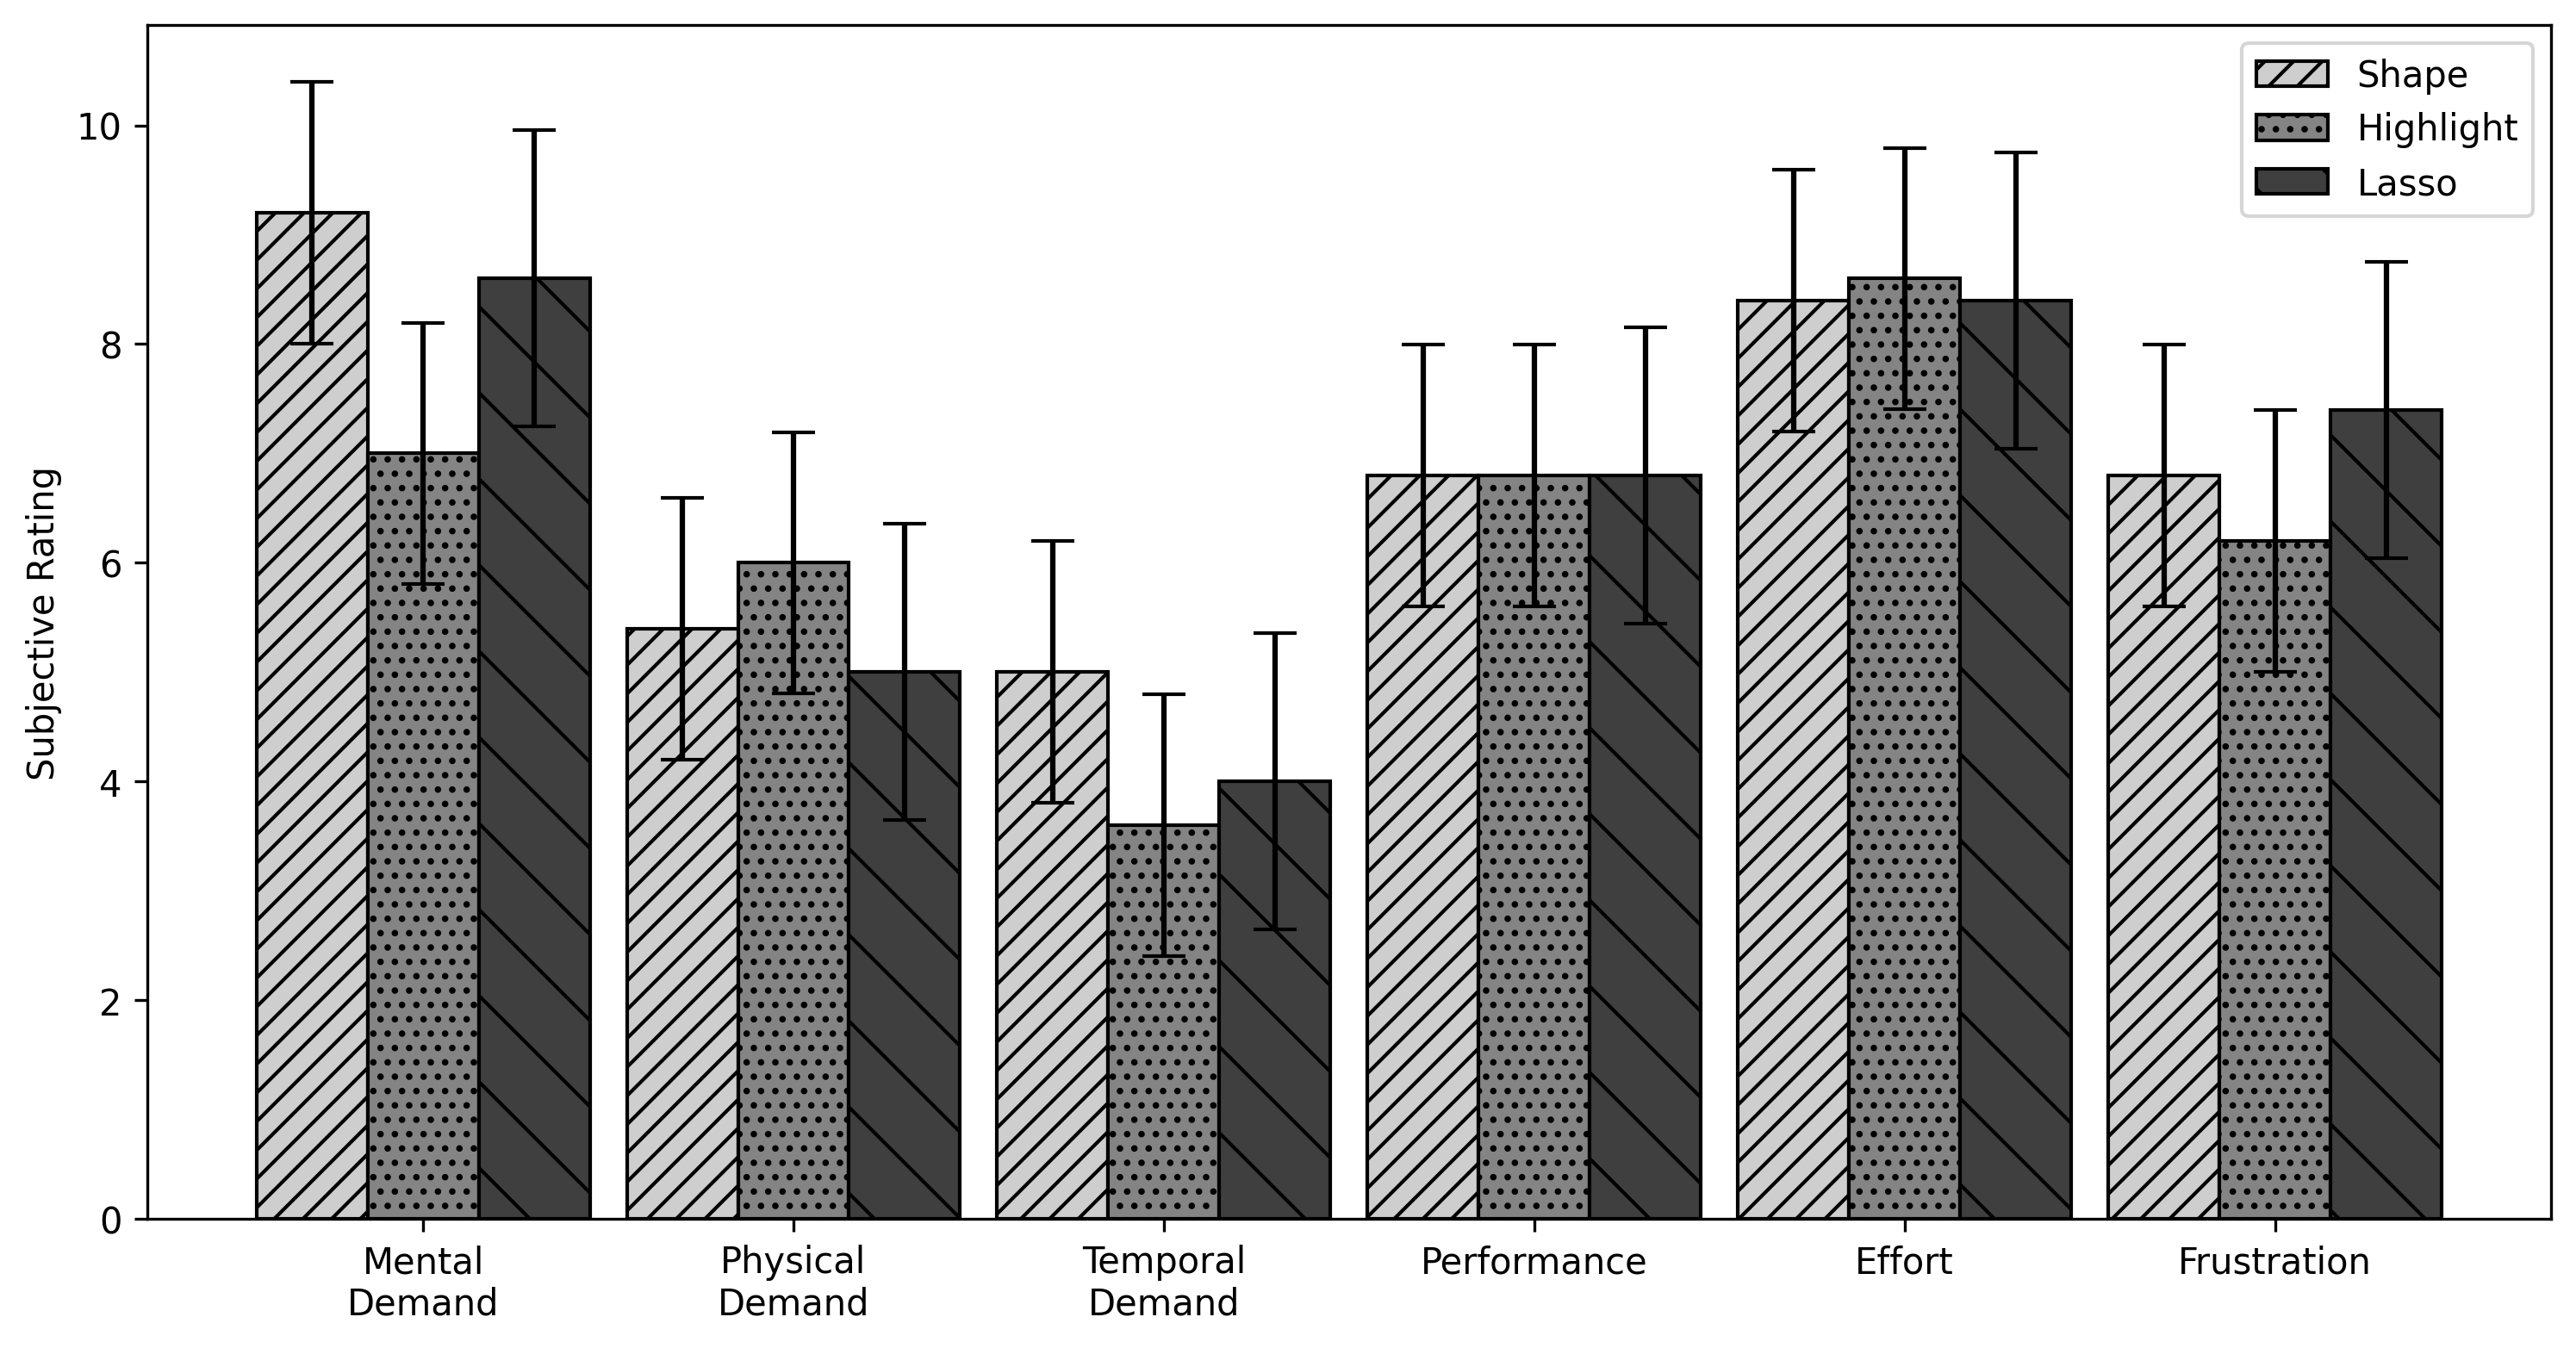 Subjective Rating
10
8
6
4
2
0
Shape
Highlight
Lasso
Mental
Demand
Physical
Demand
Temporal
Demand
Performance
Effort
Frustration